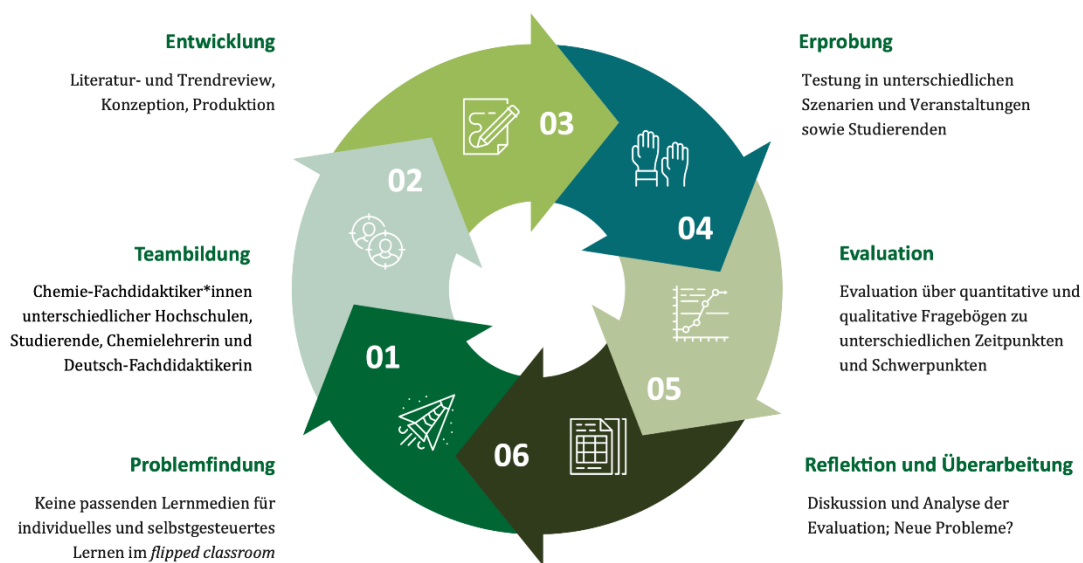 Entwicklung
Literatur- und Trendreview,
Konzeption, Produktion
Erprobung
Testung in unterschiedlichen
Szenarien und Veranstaltungen
sowie Studierenden
03
02
04
Teambildung
Chemie-Fachdidaktiker*innen
unterschiedlicher Hochschulen,
Studierende, Chemielehrerin und
Deutsch-Fachdidaktikerin
Evaluation
Evaluation über quantitative und
qualitative Fragebögen zu
unterschiedlichen Zeitpunkten
und Schwerpunkten
01
05
06
Problemfindung
Keine passenden Lernmedien für
individuelles und selbstgesteuertes
Lernen im flipped classroom
Reflektion und Überarbeitung
Diskussion und Analyse der
Evaluation; Neue Probleme?